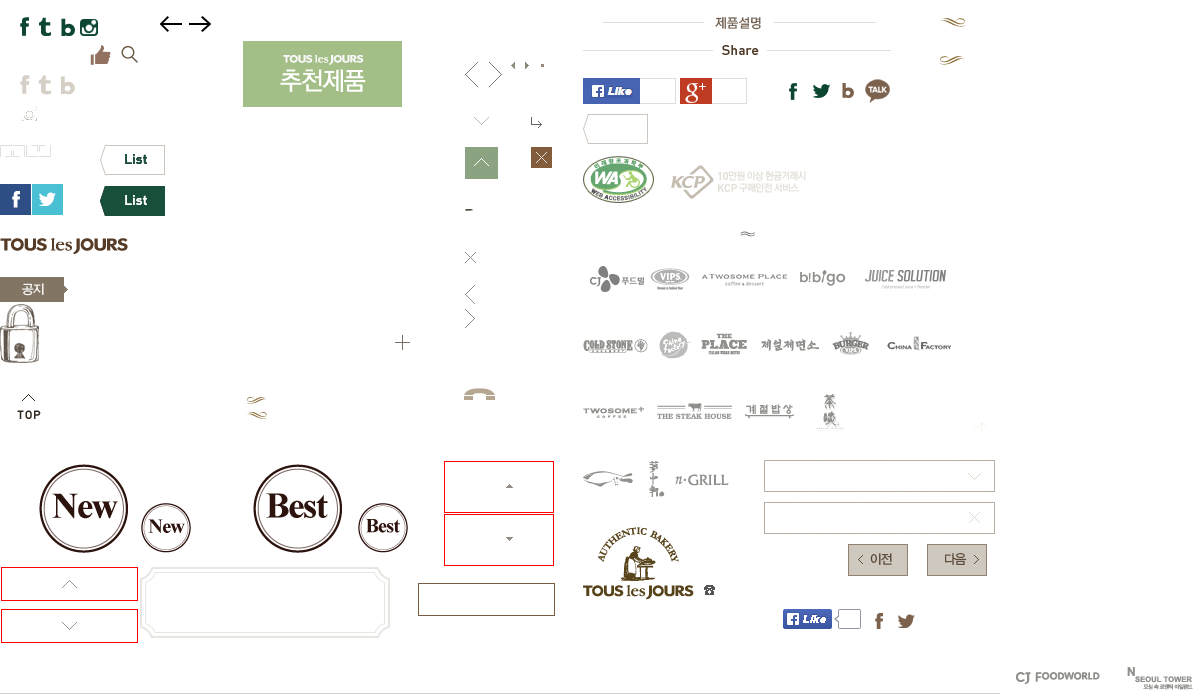 제품설명
Share
TOUS les JOURS
추천제품
Like
g+
TALK
List
List
WA
WEB ACCESSIBILITY
KCP
10만원 이상 현금거래시
KCP 구매안전 서비스
TOUS les JOURS
공지
CJ 푸드빌
VIPS
A TWOSOME PLACE
COFFEE & DESSERT
bibigo
JUICE SOLUTION
COLD STONE
CREAMERY
THE
PLACE
제일제면소
BURGER
CHINA FACTORY
TOP
TWOSOME+
COFFEE
THE STEAK HOUSE
계절밥상
New
New
Best
Best
n·GRILL
이전
다음
AUTHENTIC BAKERY
TOUS les JOURS
Like
CJ FOODWORLD
N
SEOUL TOWER